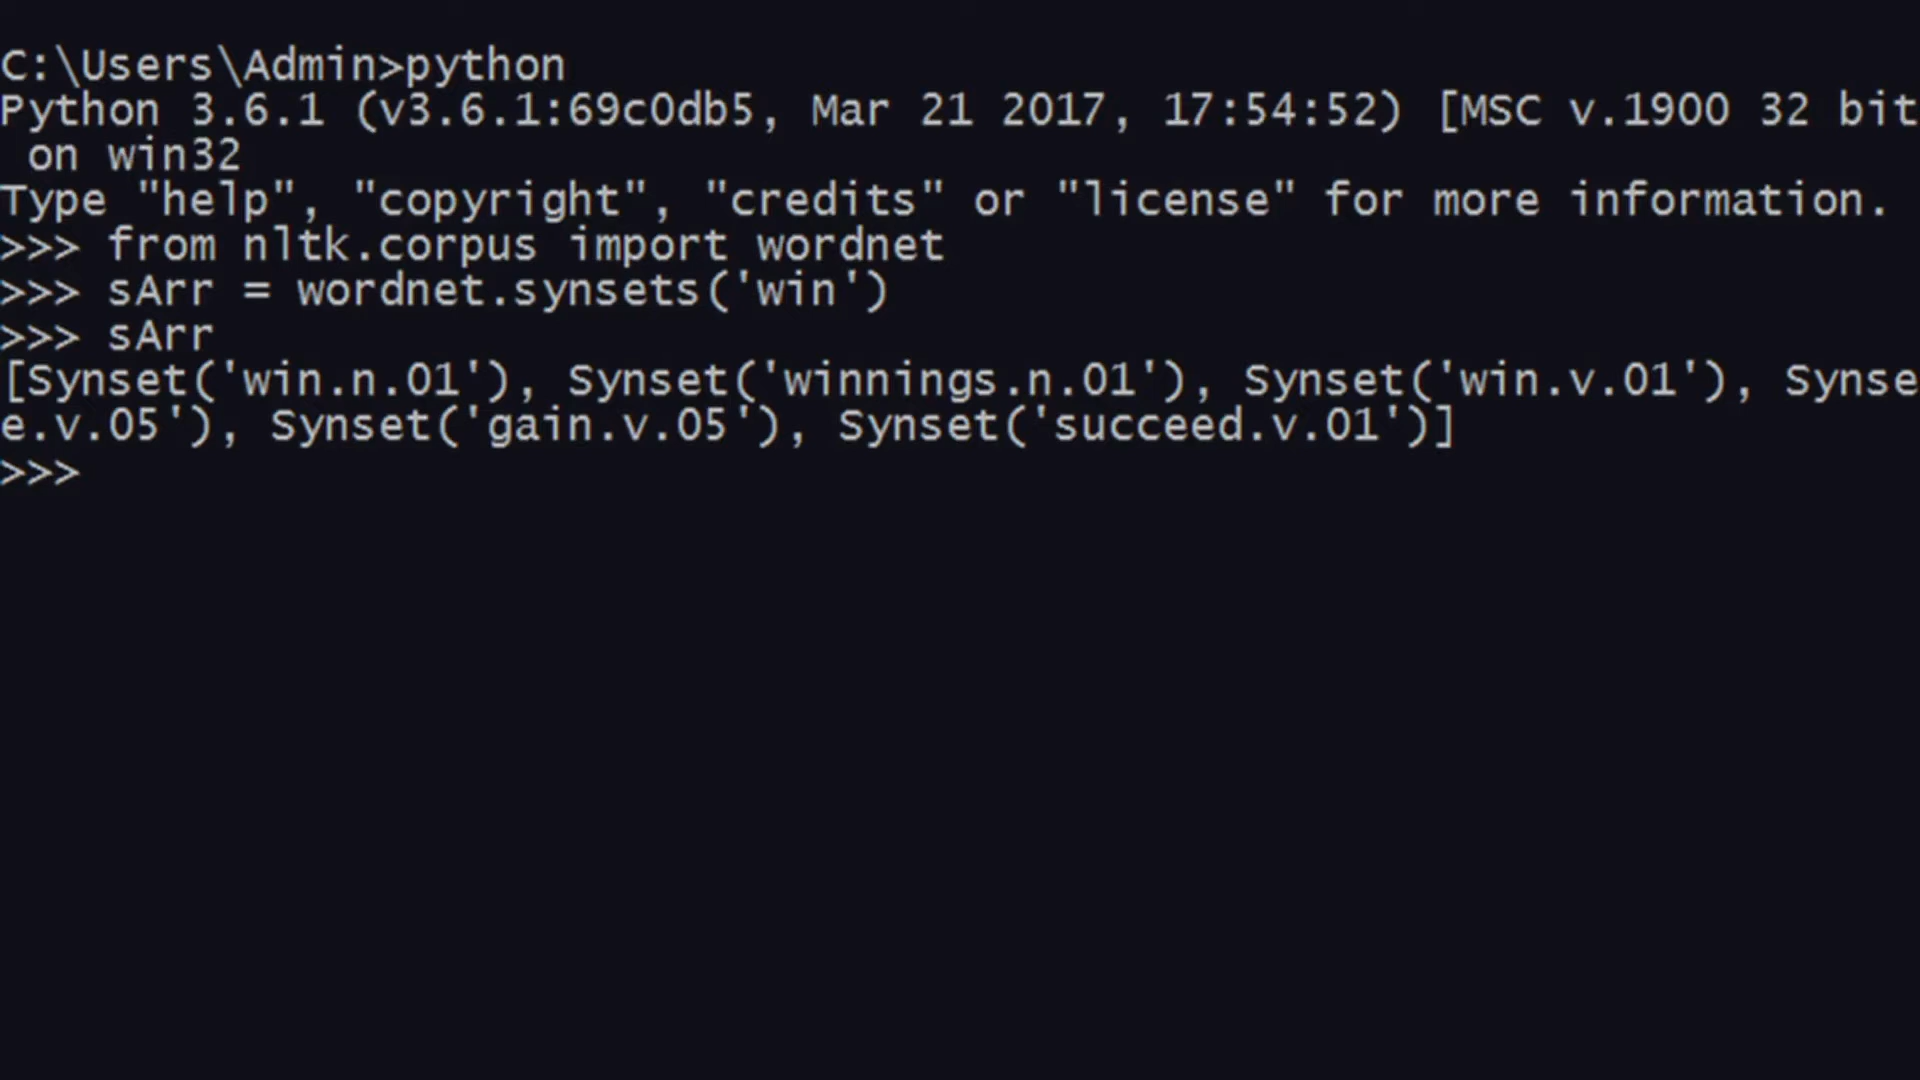 C:\Users\Admin>python
Python 3.6.1 (v3.6.1:69c0db5, Mar 21 2017, 17:54:52) [MSC v.1900 32 bit
on win32
Type "help", "copyright", "credits" or "license" for more information.
>>> from nltk.corpus import wordnet
>>> sArr = wordnet.synsets('win')
>>> sArr
[Synset('win.n.01'), Synset('winnings.n.01'), Synset('win.v.01'), Synse
e.v.05'), Synset('gain.v.05'), Synset('succeed.v.01')]
>>>